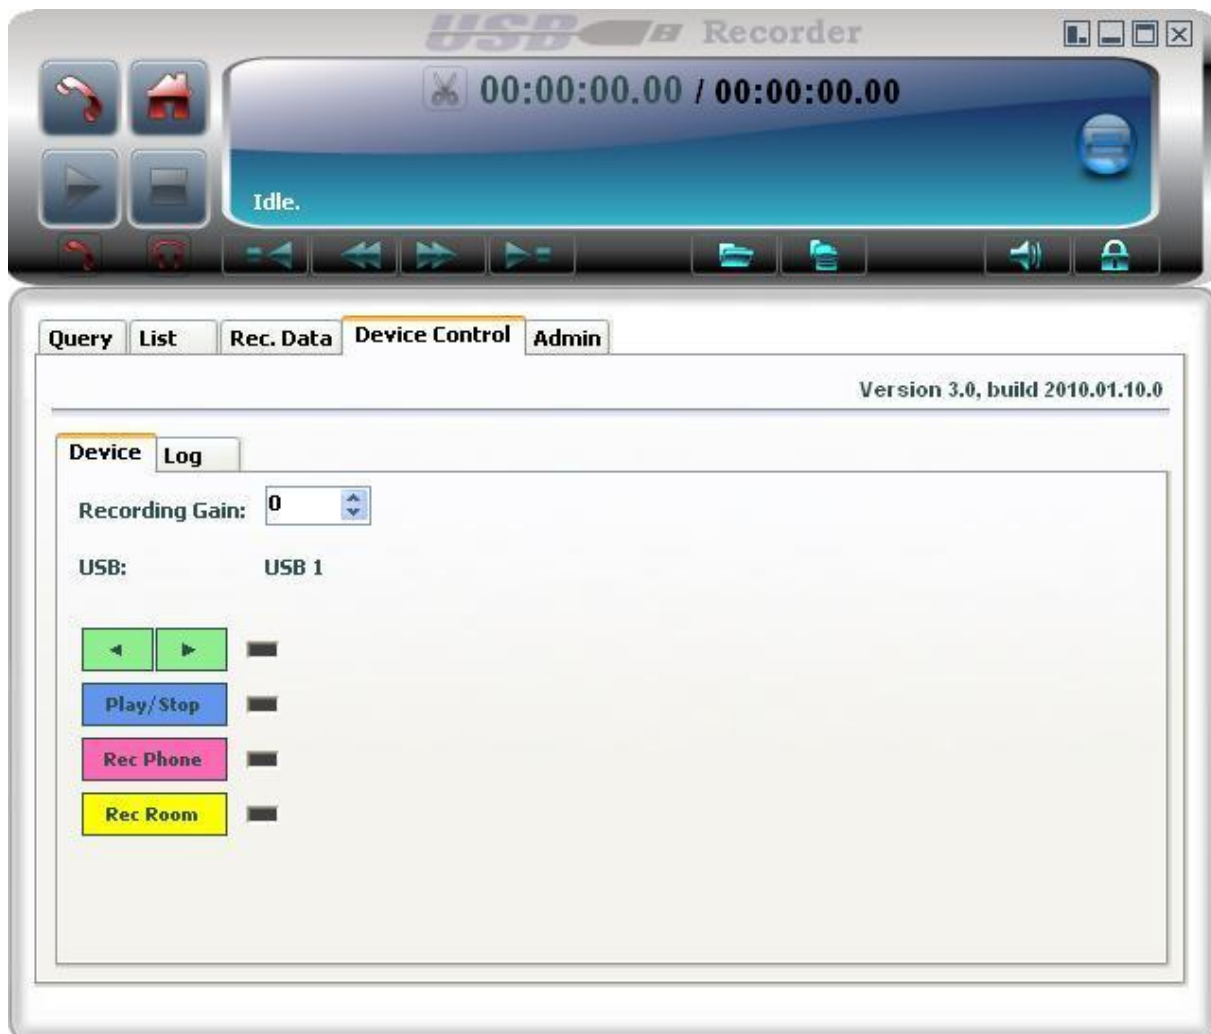 USB Recorder
00:00:00.00 / 00:00:00.00
Idle.
Query List Rec. Data Device Control Admin
Version 3.0, build 2010.01.10.0
Device Log
Recording Gain: 0
USB: USB 1
Play/Stop
Rec Phone
Rec Room